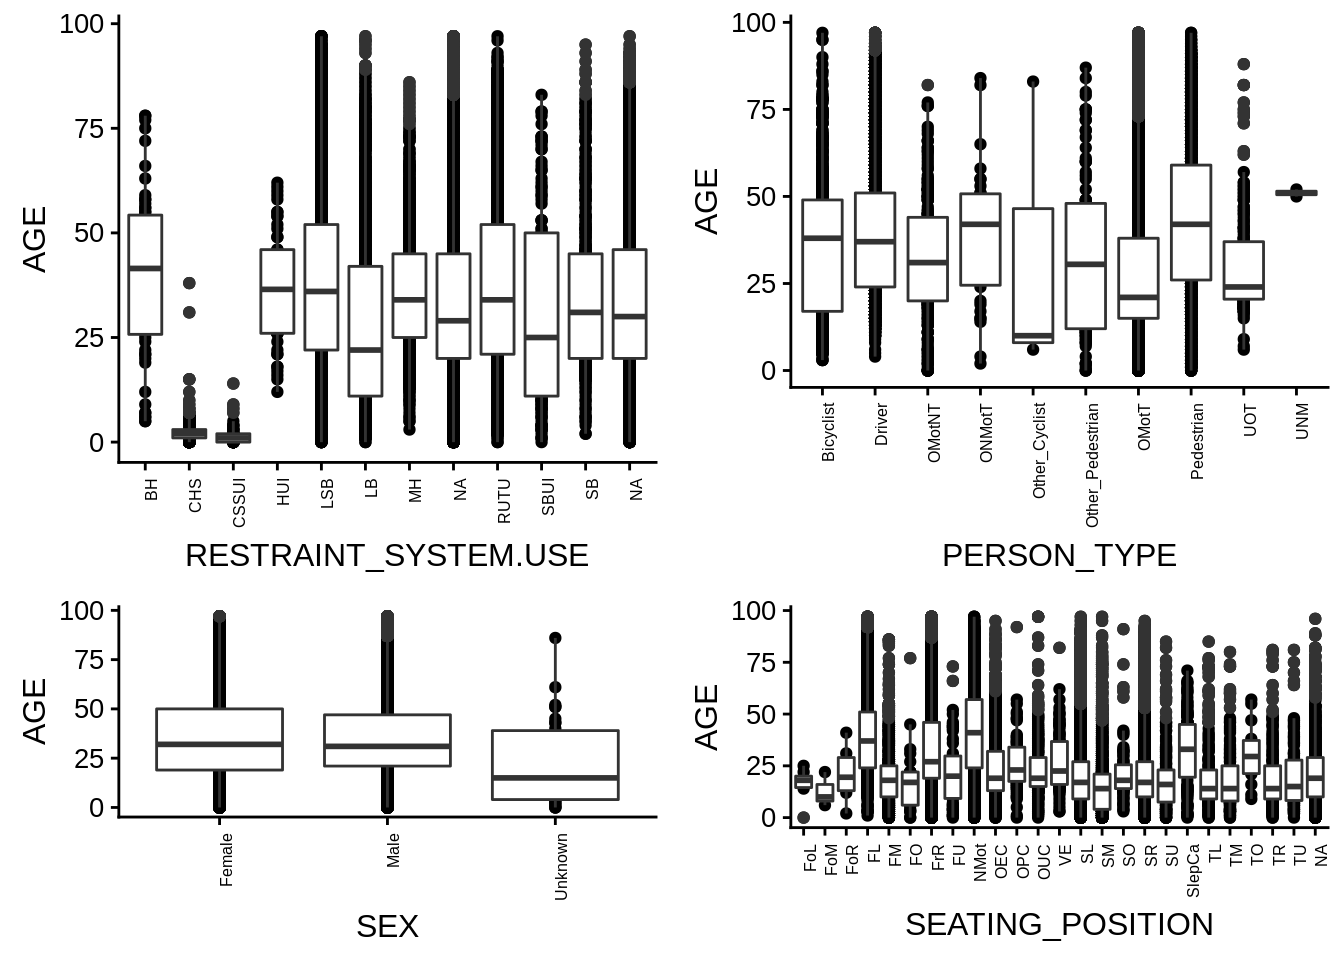 100
75
50
25
0
AGE
BH
CHS
CSSUI
HUI
LSB
LB
MH
NA
RUTU
SBUI
SB
NA
RESTRAINT_SYSTEM.USE
100
75
50
25
0
AGE
Bicyclist
Driver
OMotNT
ONMotT
Other_Cyclist
Other_Pedestrian
OMotT
Pedestrian
UOT
UNM
PERSON_TYPE
100
75
50
25
0
AGE
Female
Male
Unknown
SEX
100
75
50
25
0
AGE
FoL
FoM
FoR
FL
FM
FO
FrR
FU
NMot
OEC
OPC
OUC
VE
SL
SM
SO
SR
SU
SlepCa
TL
TM
TO
TR
TU
NA
SEATING_POSITION